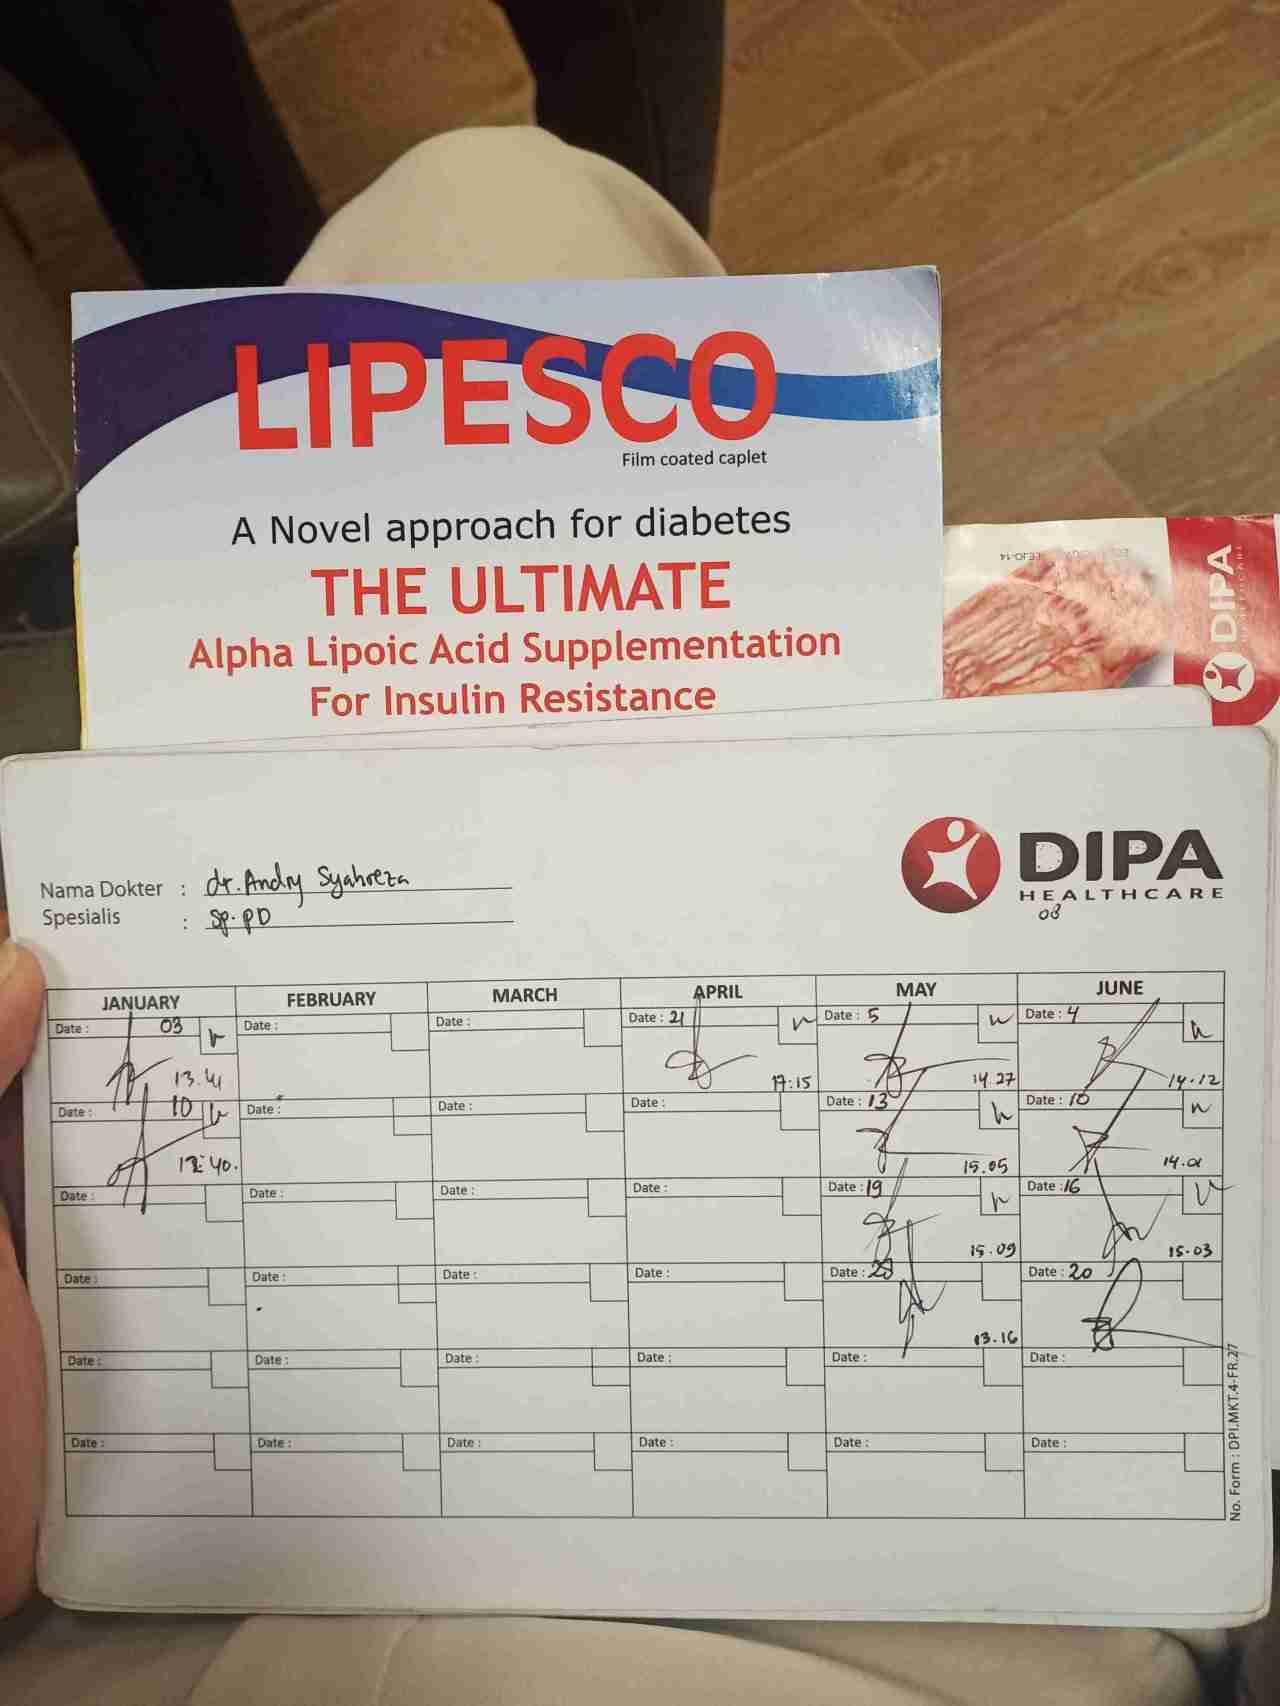 LIPESCO
Film coated caplet
A Novel approach for diabetes
THE ULTIMATE
Alpha Lipoic Acid Supplementation
For Insulin Resistance
DIPA
HEALTHCARE
DIPA
HEALTHCARE
08
Nama Dokter : dr. Andry Syahreza
Spesialis : Sp. PD
JANUARY FEBRUARY MARCH APRIL MAY JUNE
Date : 03 Date : Date : Date : 21 Date : 5 Date : 4
13.41 17:15 14.27 14.12
Date : 10 Date : Date : Date : Date : 13 Date : 10
15.05 14.01
Date : Date : Date : Date : Date : 19 Date : 16
15.09 15.03
Date : Date : Date : Date : Date : 28 Date : 20
13.16
Date : Date : Date : Date : Date : Date :
Date : Date : Date : Date : Date : Date :
No. Form : DPI.MKT.4-FR.27